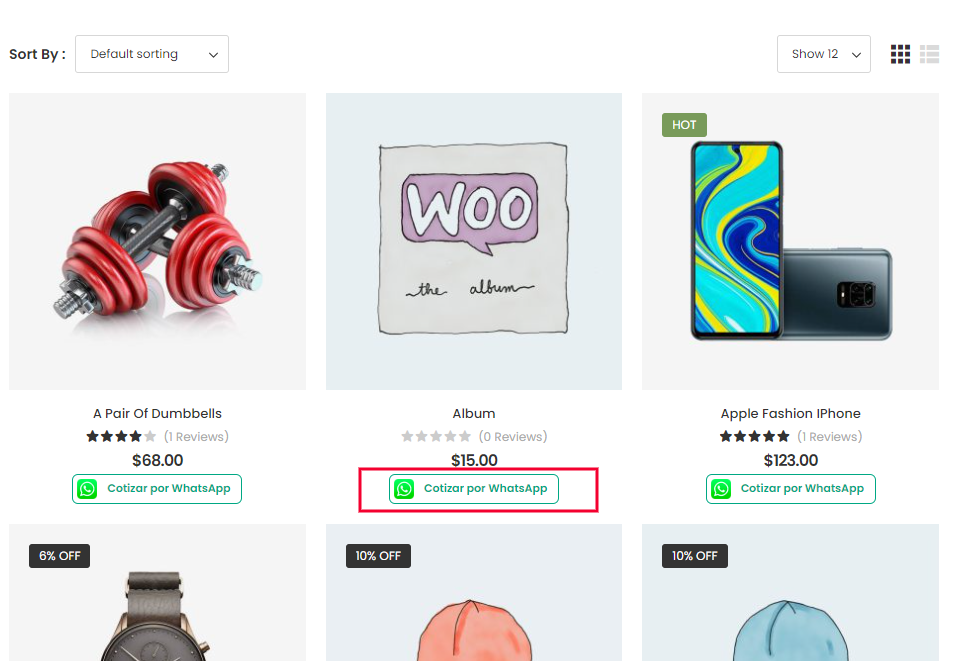 Sort By : Default sorting Show 12
HOT
WOO
the album
A Pair Of Dumbbells
(1 Reviews)
$68.00
Cotizar por WhatsApp
Album
(0 Reviews)
$15.00
Cotizar por WhatsApp
Apple Fashion IPhone
(1 Reviews)
$123.00
Cotizar por WhatsApp
6% OFF
10% OFF
10% OFF